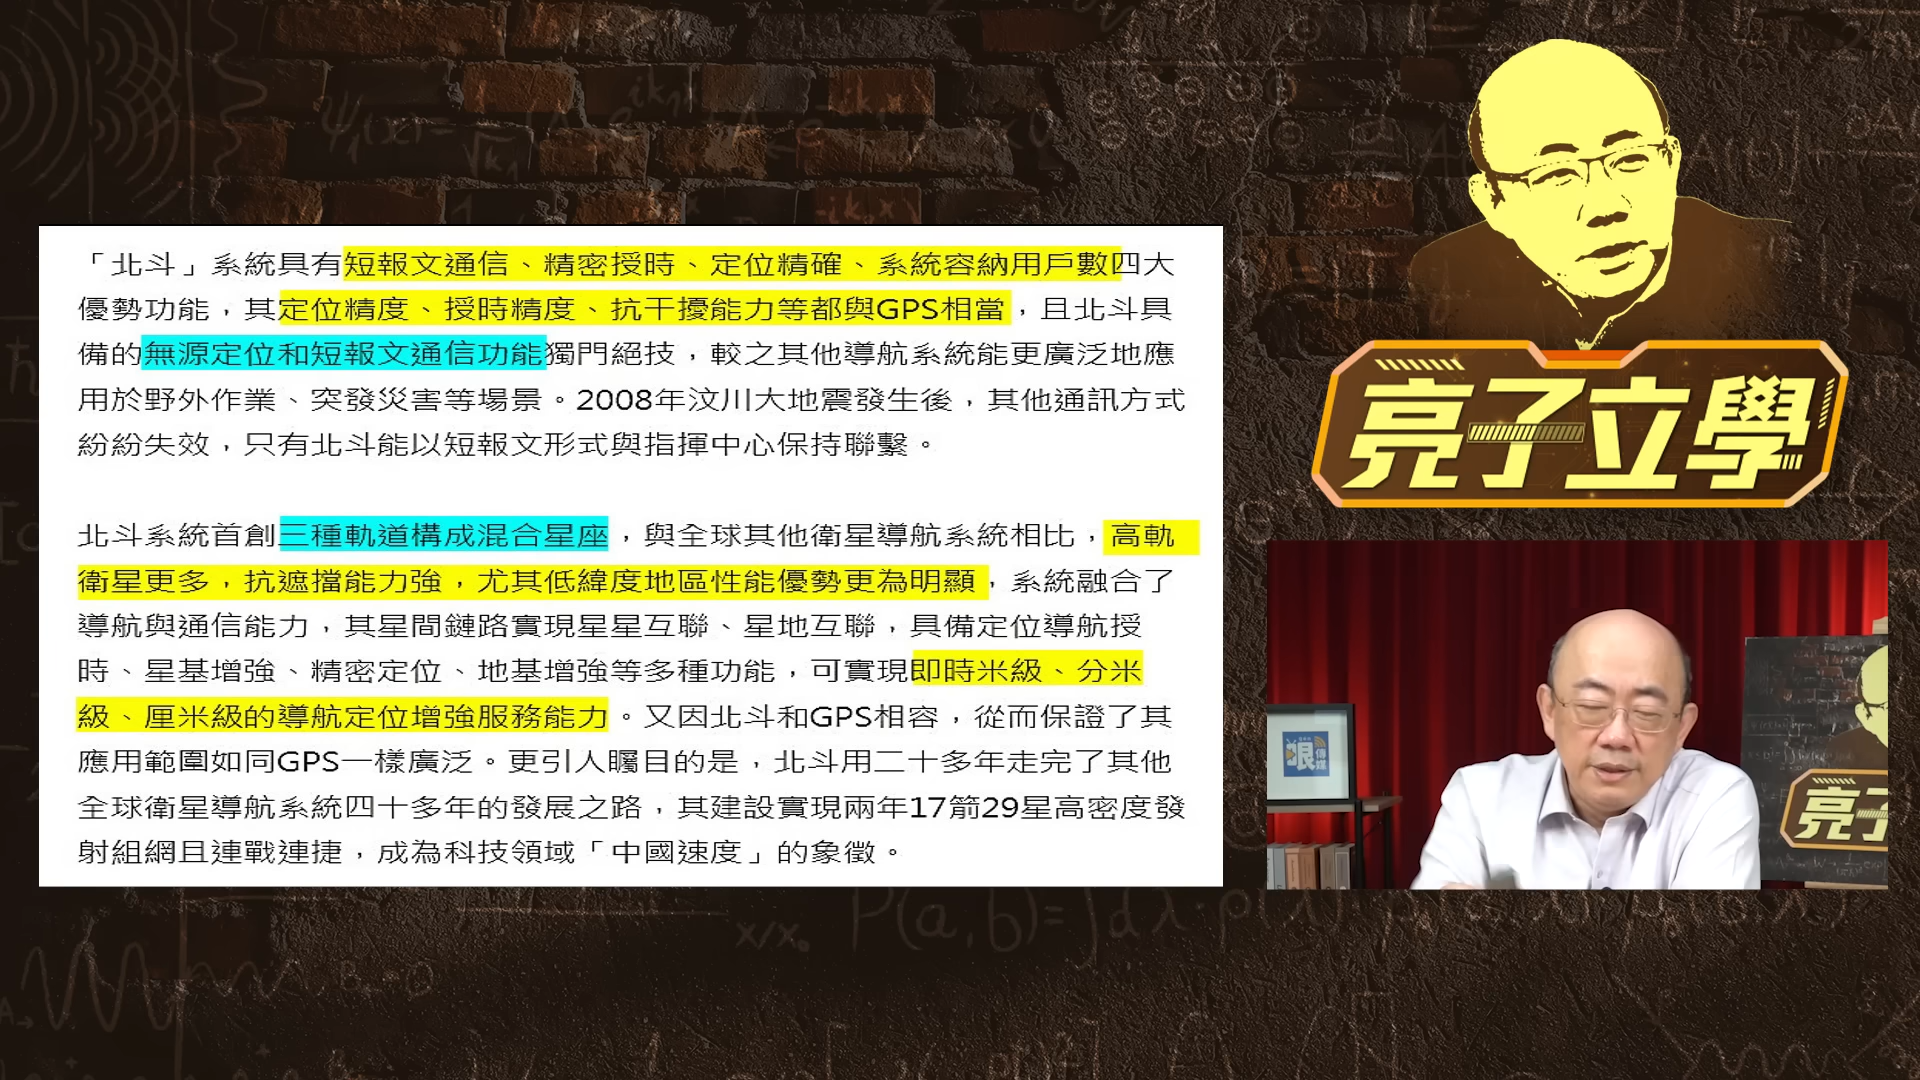 「北斗」系統具有短報文通信、精密授時、定位精確、系統容納用戶數四大
優勢功能，其定位精度、授時精度、抗干擾能力等都與GPS相當，且北斗具
備的無源定位和短報文通信功能獨門絕技，較之其他導航系統能更廣泛地應
用於野外作業、突發災害等場景。2008年汶川大地震發生後，其他通訊方式
紛紛失效，只有北斗能以短報文形式與指揮中心保持聯繫。
北斗系統首創三種軌道構成混合星座，與全球其他衛星導航系統相比，高軌
衛星更多，抗遮擋能力強，尤其低緯度地區性能優勢更為明顯，系統融合了
導航與通信能力，其星間鏈路實現星星互聯、星地互聯，具備定位導航授
時、星基增強、精密定位、地基增強等多種功能，可實現即時米級、分米
級、厘米級的導航定位增強服務能力。又因北斗和GPS相容，從而保證了其
應用範圍如同GPS一樣廣泛。更引人矚目的是，北斗用二十多年走完了其他
全球衛星導航系統四十多年的發展之路，其建設實現兩年17箭29星高密度發
射組網且連戰連捷，成為科技領域「中國速度」的象徵。
亮了立學
眼傳媒
亮了
P(a,b)=∫dλ·ρ(λ)
x/x₀